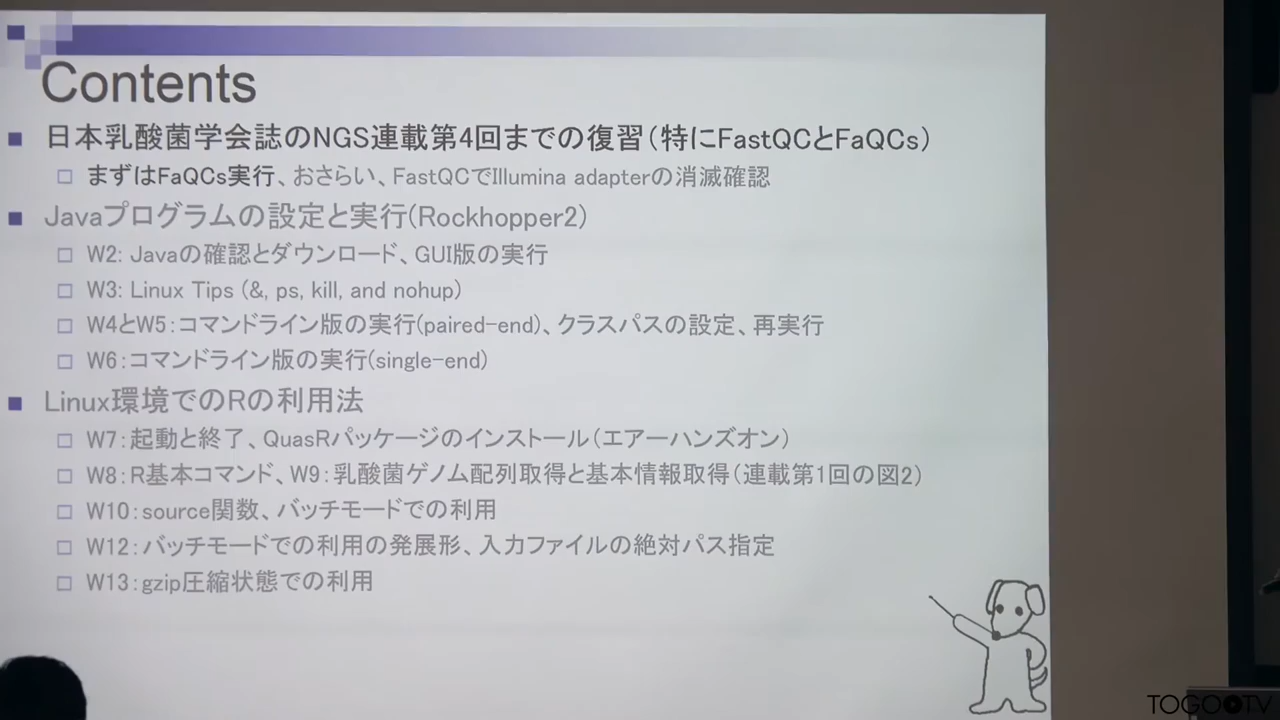 Contents
日本乳酸菌学会誌のNGS連載第4回までの復習（特にFastQCとFaQCs）
まずはFaQCs実行、おさらい、FastQCでIllumina adapterの消滅確認
Javaプログラムの設定と実行(Rockhopper2)
W2: Javaの確認とダウンロード、GUI版の実行
W3: Linux Tips (&, ps, kill, and nohup)
W4とW5：コマンドライン版の実行(paired-end)、クラスパスの設定、再実行
W6：コマンドライン版の実行(single-end)
Linux環境でのRの利用法
W7：起動と終了、QuasRパッケージのインストール（エアーハンズオン）
W8：R基本コマンド、W9：乳酸菌ゲノム配列取得と基本情報取得（連載第1回の図2）
W10：source関数、バッチモードでの利用
W12：バッチモードでの利用の発展形、入力ファイルの絶対パス指定
W13：gzip圧縮状態での利用
TOGOTV